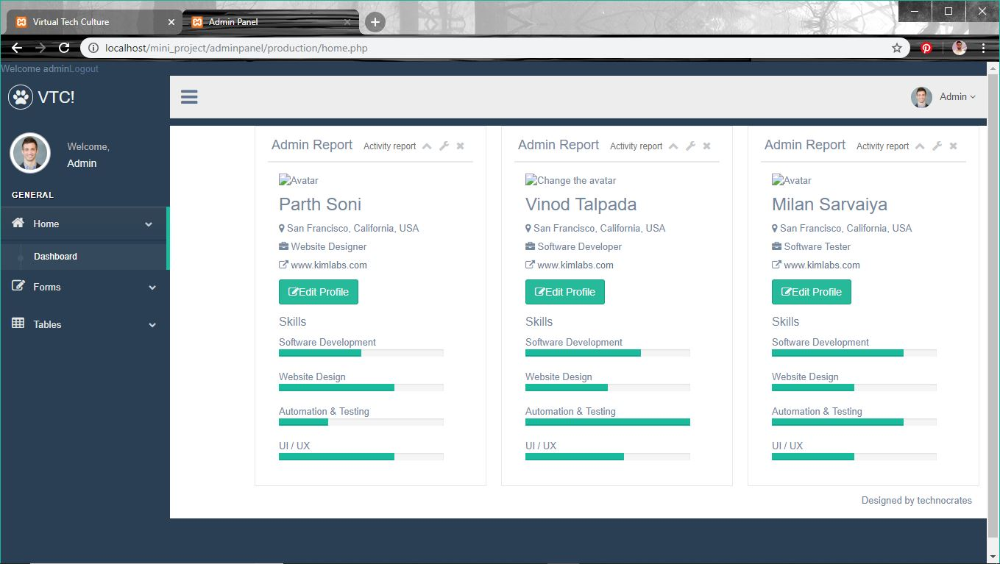 Virtual Tech Culture
Admin Panel
localhost/mini_project/adminpanel/production/home.php
Welcome adminLogout
VTC!
Welcome,
Admin
GENERAL
Home
Dashboard
Forms
Tables
Admin
Admin Report Activity report
Avatar
Parth Soni
San Francisco, California, USA
Website Designer
www.kimlabs.com
Edit Profile
Skills
Software Development
Website Design
Automation & Testing
UI / UX
Admin Report Activity report
Change the avatar
Vinod Talpada
San Francisco, California, USA
Software Developer
www.kimlabs.com
Edit Profile
Skills
Software Development
Website Design
Automation & Testing
UI / UX
Admin Report Activity report
Avatar
Milan Sarvaiya
San Francisco, California, USA
Software Tester
www.kimlabs.com
Edit Profile
Skills
Software Development
Website Design
Automation & Testing
UI / UX
Designed by technocrates